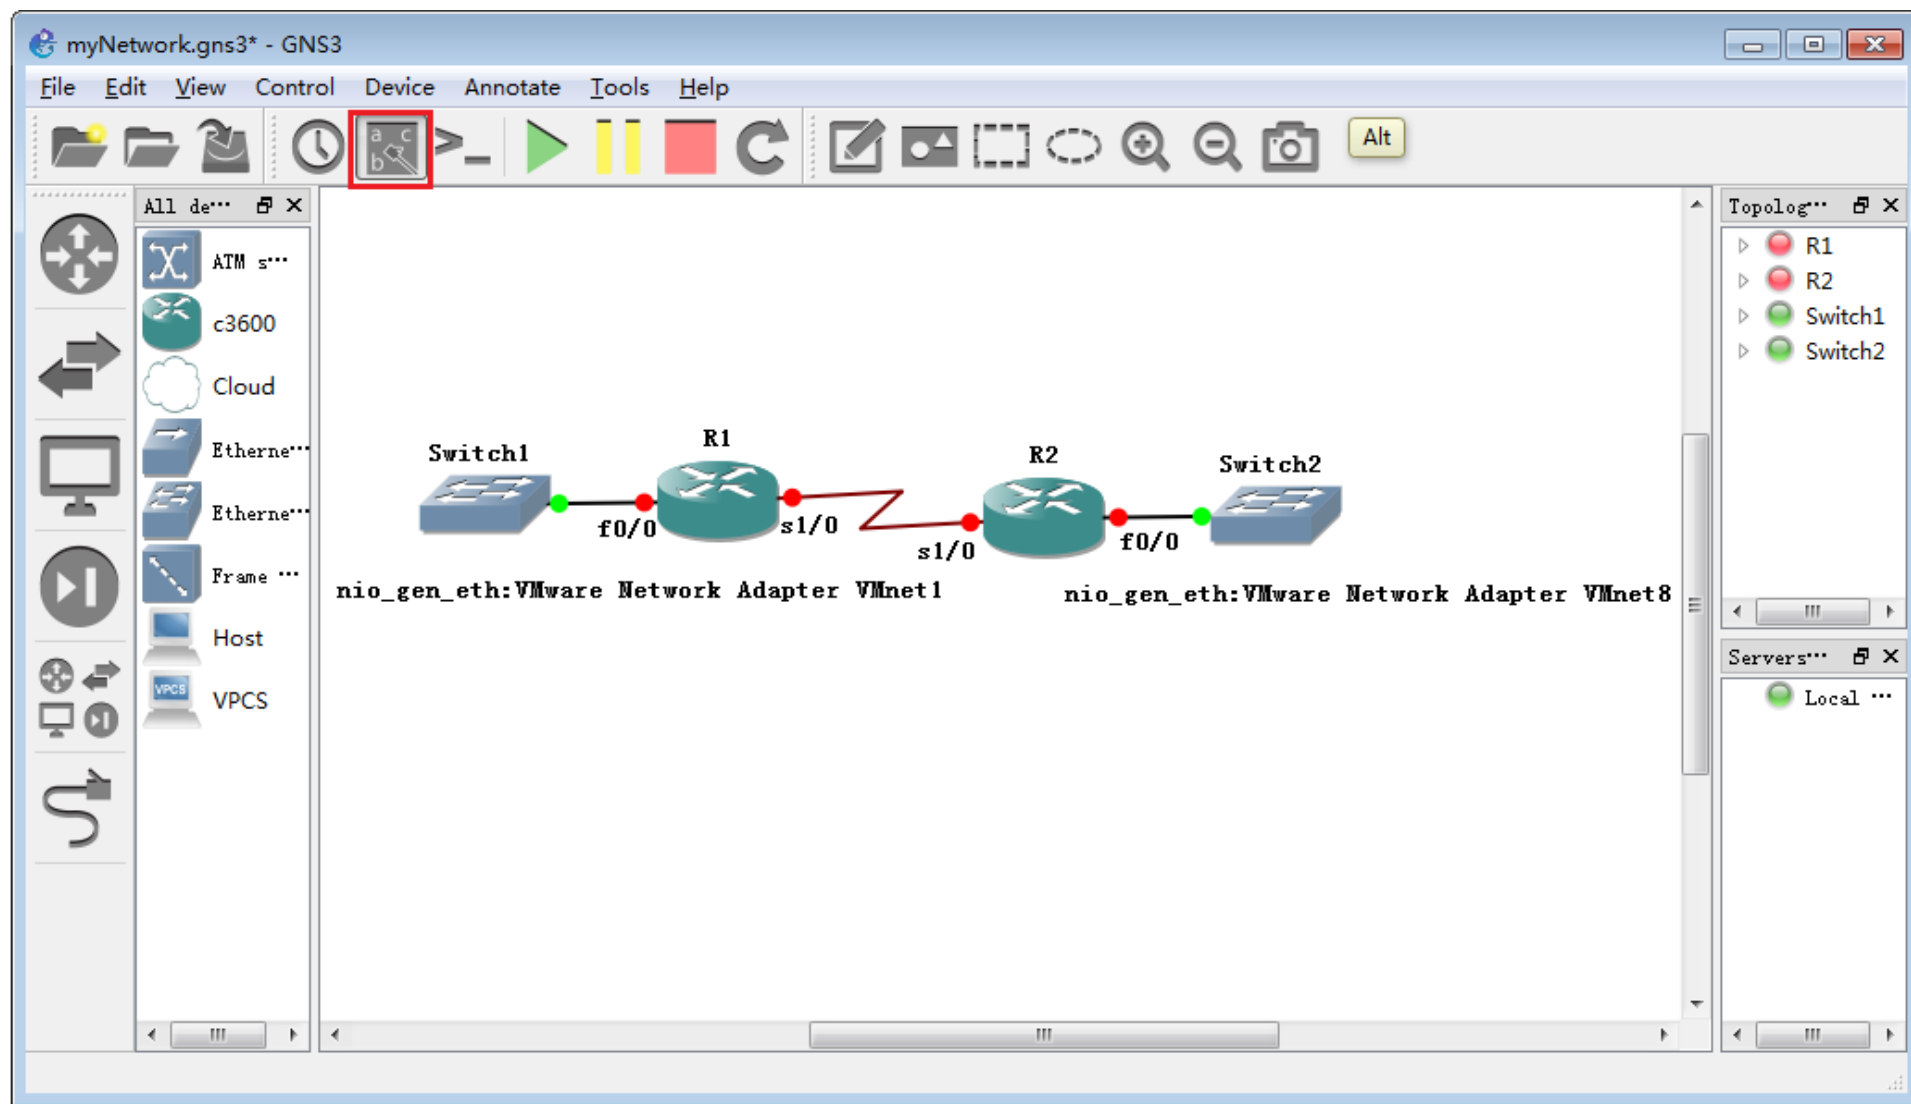 myNetwork.gns3* - GNS3
File Edit View Control Device Annotate Tools Help
a c
b
Alt
All de···
ATM s···
c3600
Cloud
Etherne···
Etherne···
Frame ···
Host
VPCS
VPCS
Switch1
R1
f0/0
s1/0
R2
Switch2
s1/0
f0/0
nio_gen_eth:VMware Network Adapter VMnet1
nio_gen_eth:VMware Network Adapter VMnet8
Topolog···
R1
R2
Switch1
Switch2
Servers···
Local ···